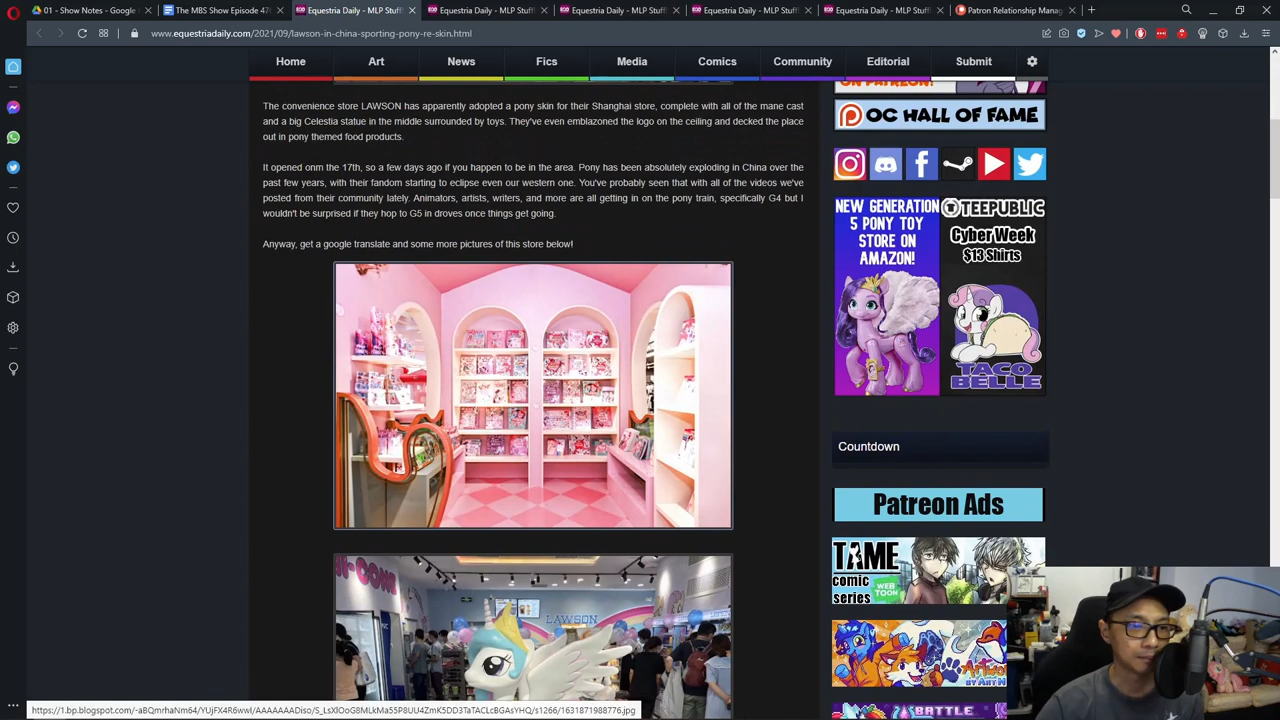 01 - Show Notes - Google
The MBS Show Episode 47
Equestria Daily - MLP Stuff!
Equestria Daily - MLP Stuff!
Equestria Daily - MLP Stuff!
Equestria Daily - MLP Stuff!
Equestria Daily - MLP Stuff!
Patron Relationship Manag
www.equestriadaily.com/2021/09/lawson-in-china-sporting-pony-re-skin.html
Home Art News Fics Media Comics Community Editorial Submit
The convenience store LAWSON has apparently adopted a pony skin for their Shanghai store, complete with all of the mane cast
and a big Celestia statue in the middle surrounded by toys. They've even emblazoned the logo on the ceiling and decked the place
out in pony themed food products.
It opened onm the 17th, so a few days ago if you happen to be in the area. Pony has been absolutely exploding in China over the
past few years, with their fandom starting to eclipse even our western one. You've probably seen that with all of the videos we've
posted from their community lately. Animators, artists, writers, and more are all getting in on the pony train, specifically G4 but I
wouldn't be surprised if they hop to G5 in droves once things get going.
Anyway, get a google translate and some more pictures of this store below!
LAWSON
ON PATREON!
OC HALL OF FAME
NEW GENERATION
5 PONY TOY
STORE ON
AMAZON!
TEEPUBLIC
Cyber Week
$13 Shirts
TACO
BELLE
Countdown
Patreon Ads
TAME
comic
series
WEB
TOON
BATTLE